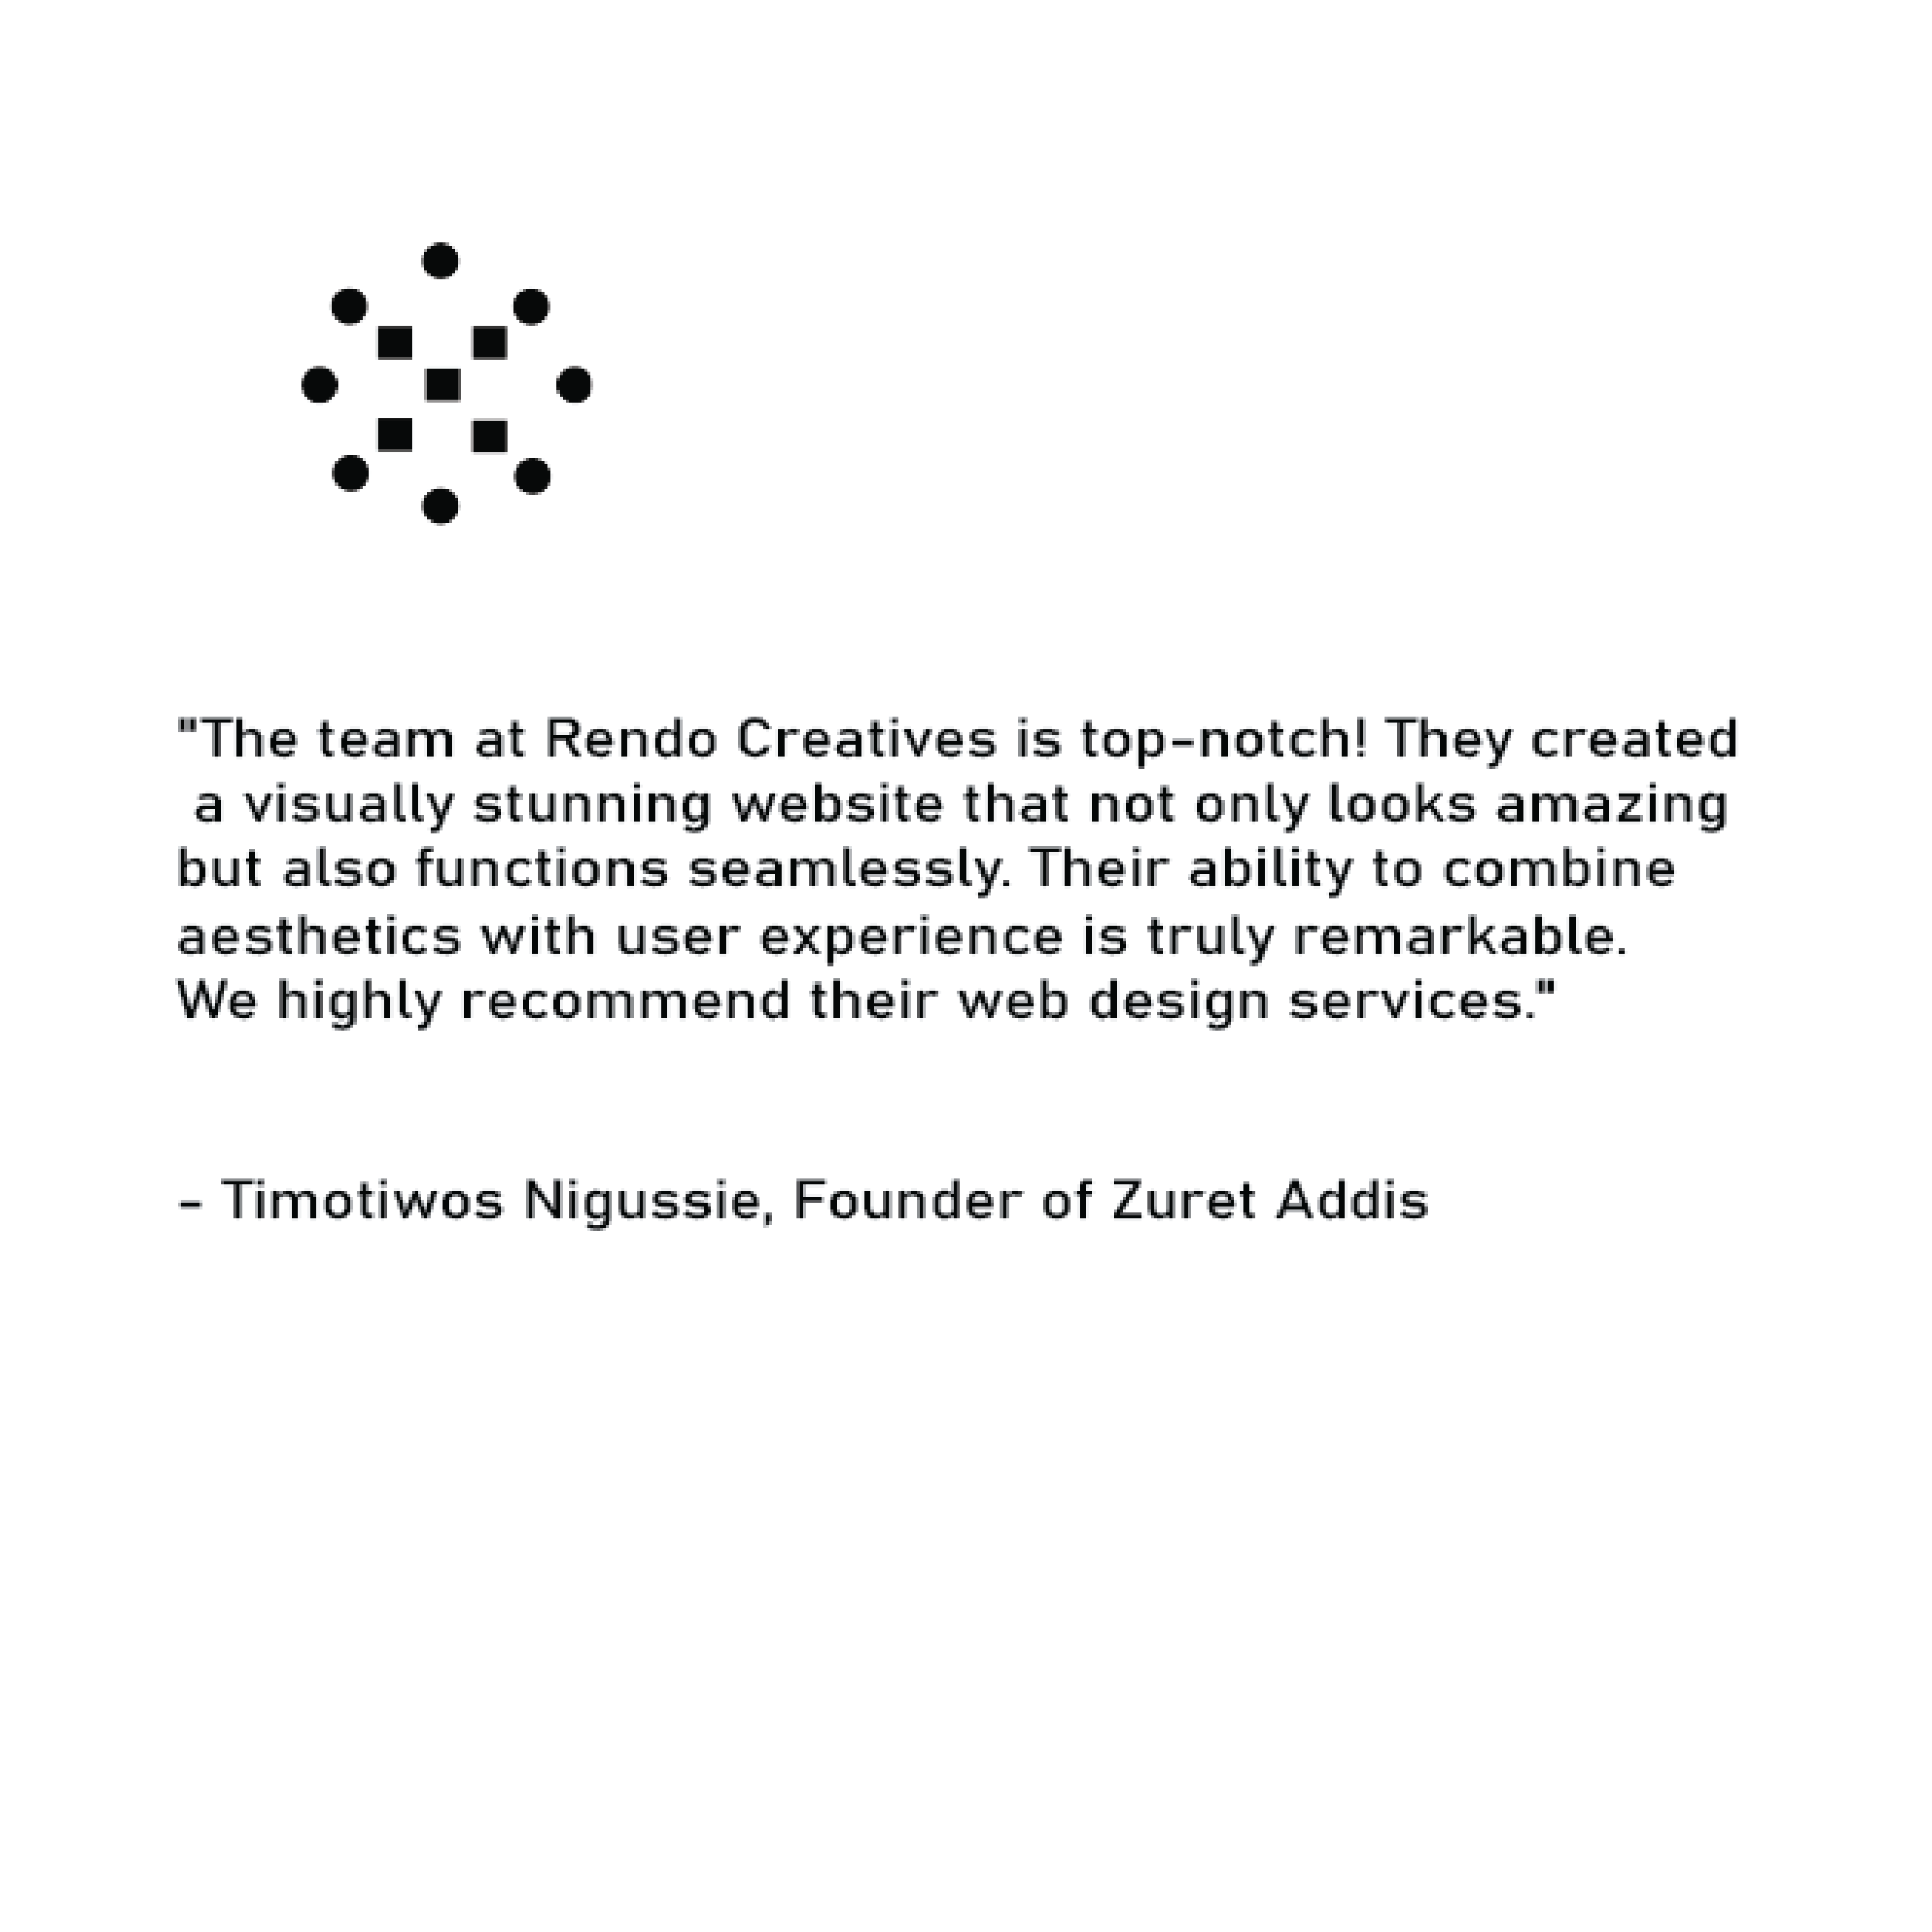 "The team at Rendo Creatives is top-notch! They created
a visually stunning website that not only looks amazing
but also functions seamlessly. Their ability to combine
aesthetics with user experience is truly remarkable.
We highly recommend their web design services."
- Timotiwos Nigussie, Founder of Zuret Addis